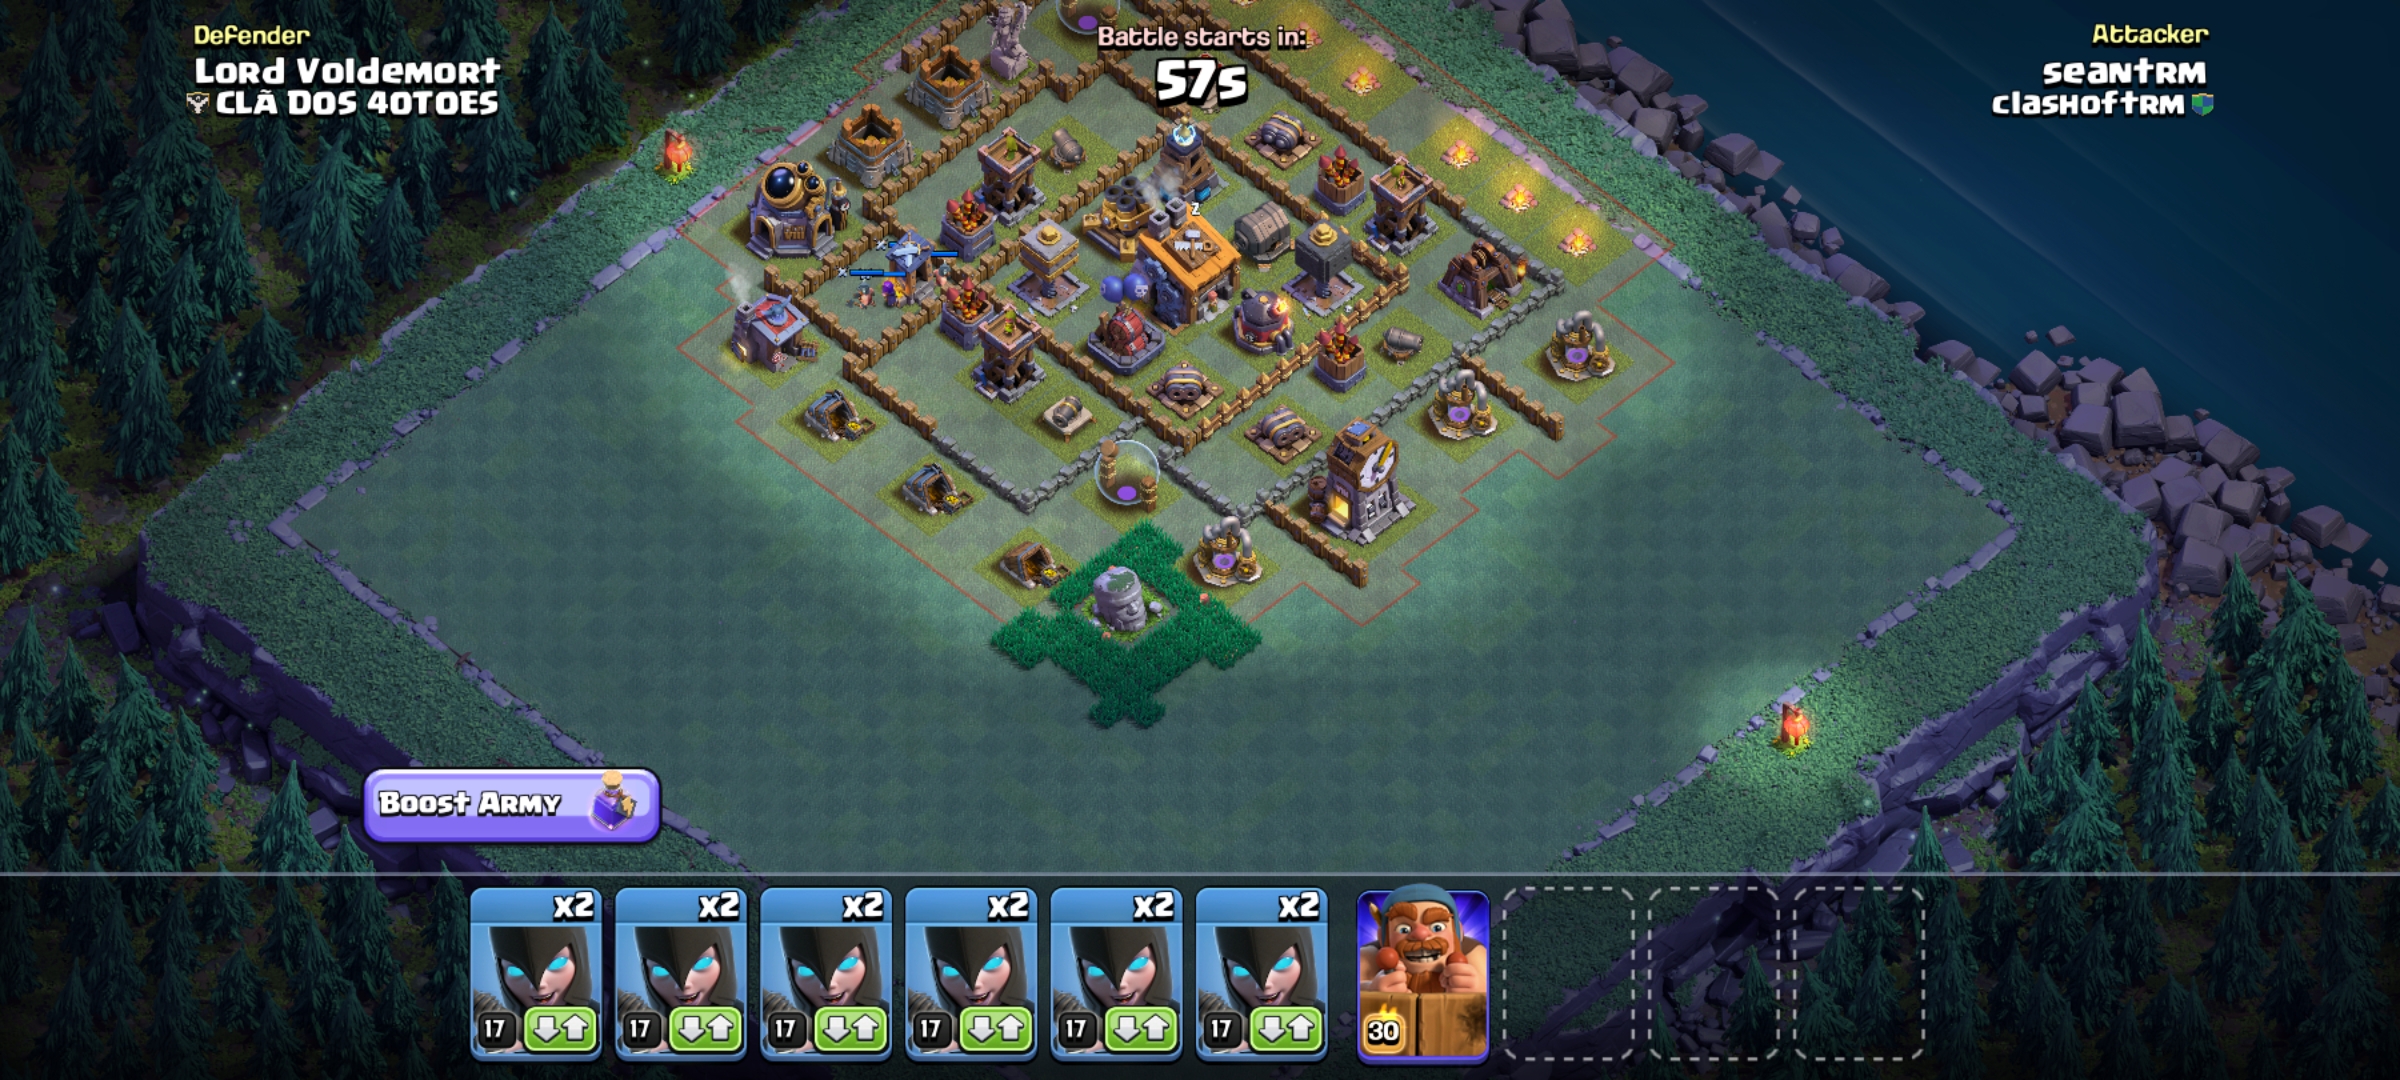 Defender
Lord Voldemort
CLÃ DOS 40TOES
Battle starts in:
57s
Attacker
seantRM
clashoftRM
2
Boost Army
x2
x2
x2
x2
x2
x2
17
17
17
17
17
17
30